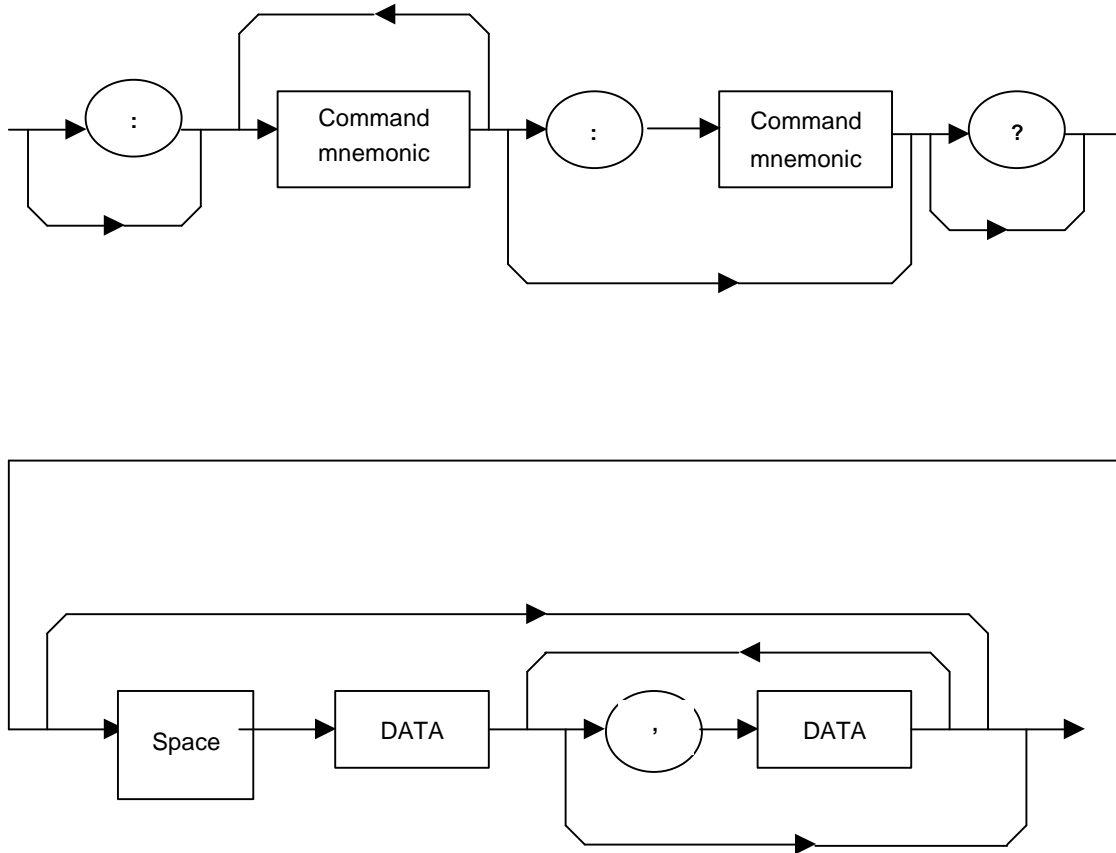 :
Command
mnemonic
:
Command
mnemonic
?
Space
DATA
,
DATA